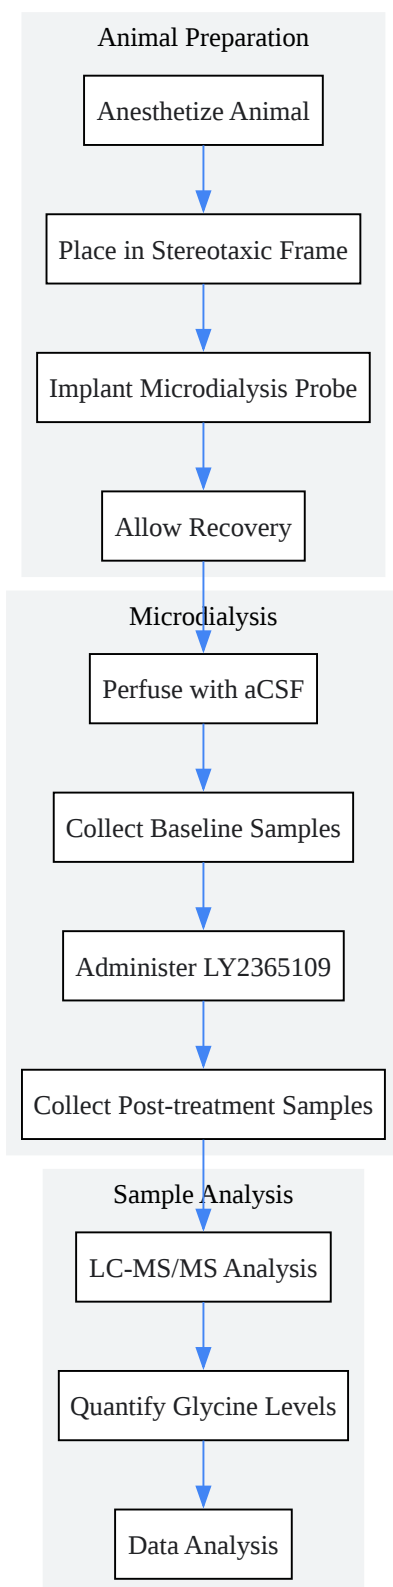 Animal Preparation
Anesthetize Animal
Place in Stereotaxic Frame
Implant Microdialysis Probe
Allow Recovery
Microdialysis
Perfuse with aCSF
Collect Baseline Samples
Administer LY2365109
Collect Post-treatment Samples
Sample Analysis
LC-MS/MS Analysis
Quantify Glycine Levels
Data Analysis